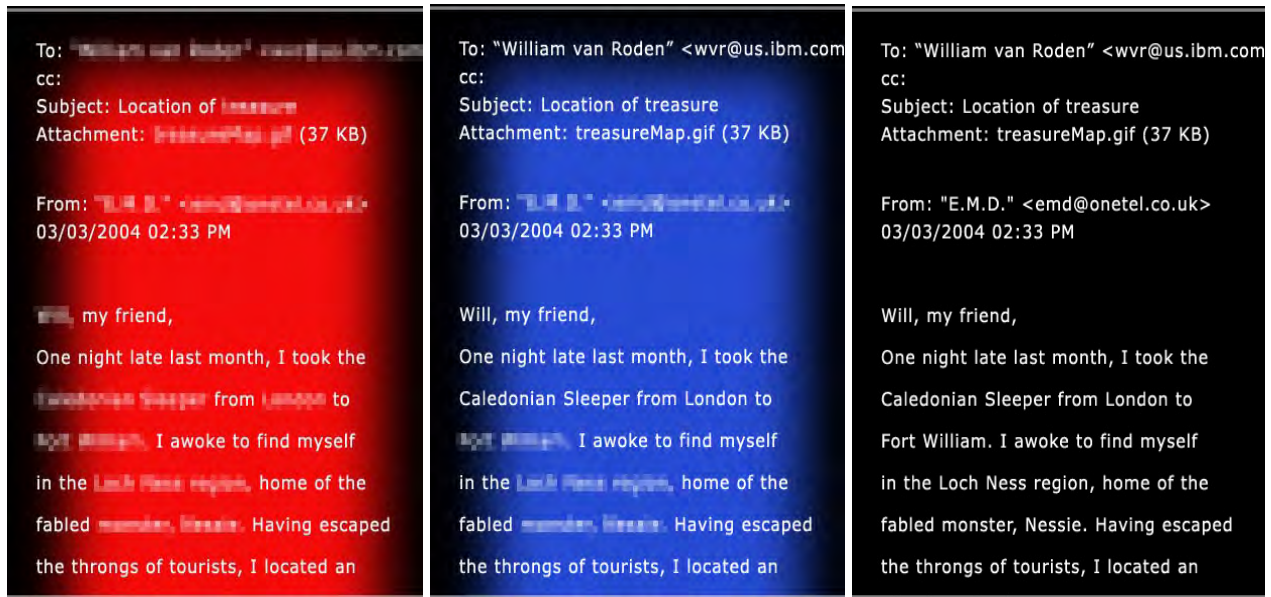 To:
cc:
Subject: Location of
Attachment: (37 KB)
From:
03/03/2004 02:33 PM
my friend,
One night late last month, I took the
from to
I awoke to find myself
in the home of the
fabled Having escaped
the throngs of tourists, I located an
To: “William van Roden” <wvr@us.ibm.com
cc:
Subject: Location of treasure
Attachment: treasureMap.gif (37 KB)
From:
03/03/2004 02:33 PM
Will, my friend,
One night late last month, I took the
Caledonian Sleeper from London to
I awoke to find myself
in the home of the
fabled Having escaped
the throngs of tourists, I located an
To: “William van Roden” <wvr@us.ibm.com
cc:
Subject: Location of treasure
Attachment: treasureMap.gif (37 KB)
From: "E.M.D." <emd@onetel.co.uk>
03/03/2004 02:33 PM
Will, my friend,
One night late last month, I took the
Caledonian Sleeper from London to
Fort William. I awoke to find myself
in the Loch Ness region, home of the
fabled monster, Nessie. Having escaped
the throngs of tourists, I located an